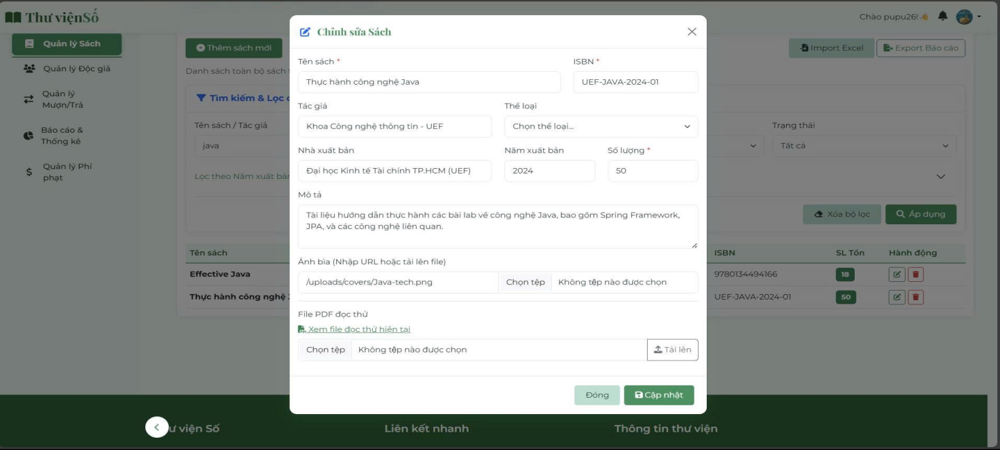 Thư việnSố
Chào pupu26!
Quản lý Sách
Quản lý Độc giả
Quản lý
Mượn/Trả
Báo cáo &
Thống kê
Quản lý Phí
phạt
Thêm sách mới
Import Excel
Export Báo cáo
Danh sách toàn bộ sách
Tìm kiếm & Lọc
Tên sách / Tác giả
Trạng thái
java
Tất cả
Lọc theo Năm xuất bản
Xóa bộ lọc
Áp dụng
Tên sách
ISBN
SL Tồn
Hành động
Effective Java
9780134494166
18
Thực hành công nghệ
UEF-JAVA-2024-01
50
Chỉnh sửa Sách
Tên sách *
ISBN *
Thực hành công nghệ Java
UEF-JAVA-2024-01
Tác giả
Thể loại
Khoa Công nghệ thông tin - UEF
Chọn thể loại...
Nhà xuất bản
Năm xuất bản
Số lượng *
Đại học Kinh tế Tài chính TP.HCM (UEF)
2024
50
Mô tả
Tài liệu hướng dẫn thực hành các bài lab về công nghệ Java, bao gồm Spring Framework,
JPA, và các công nghệ liên quan.
Ảnh bìa (Nhập URL hoặc tải lên file)
/uploads/covers/Java-tech.png
Chọn tệp
Không tệp nào được chọn
File PDF đọc thử
Xem file đọc thử hiện tại
Chọn tệp
Không tệp nào được chọn
Tải lên
Đóng
Cập nhật
ư viện Số
Liên kết nhanh
Thông tin thư viện